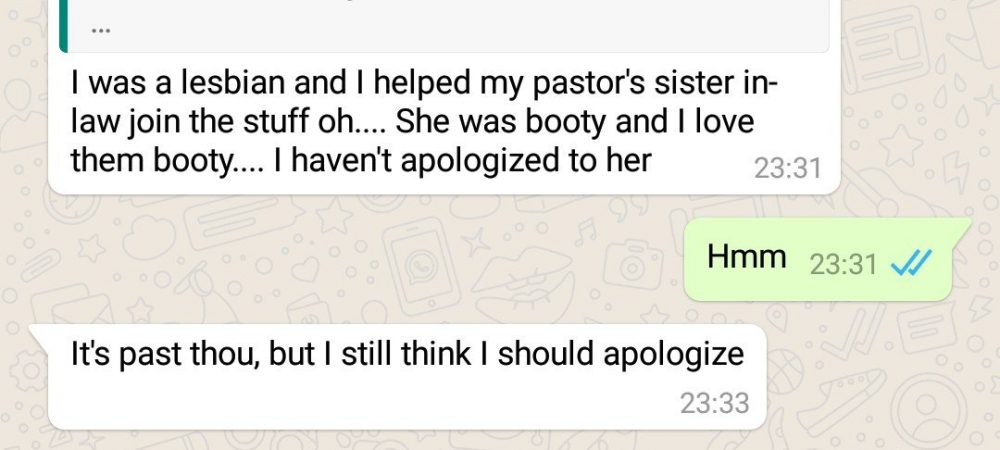 ...
I was a lesbian and I helped my pastor's sister in-
law join the stuff oh.... She was booty and I love
them booty.... I haven't apologized to her 23:31
Hmm 23:31
It's past thou, but I still think I should apologize
23:33